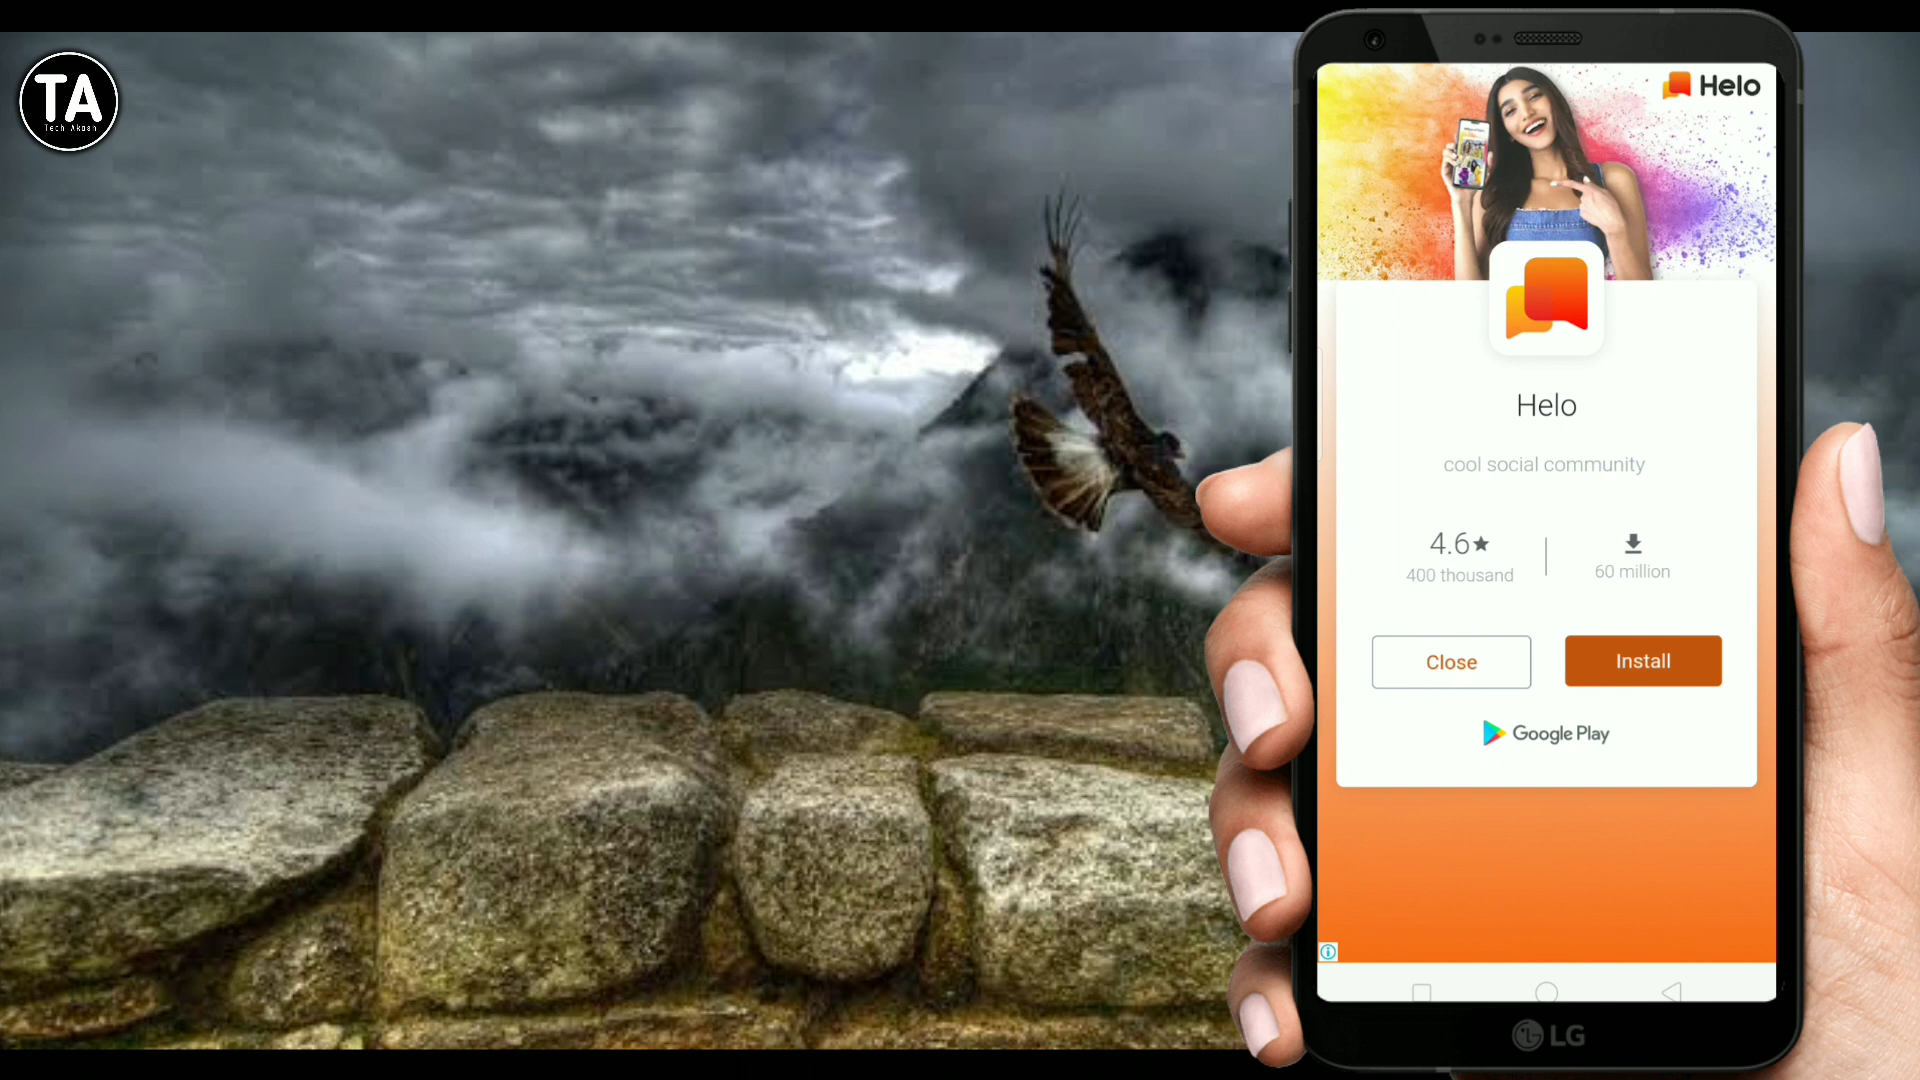 TA
Tech Akash
Helo
Helo
cool social community
4.6★
400 thousand
60 million
Close
Install
Google Play
LG